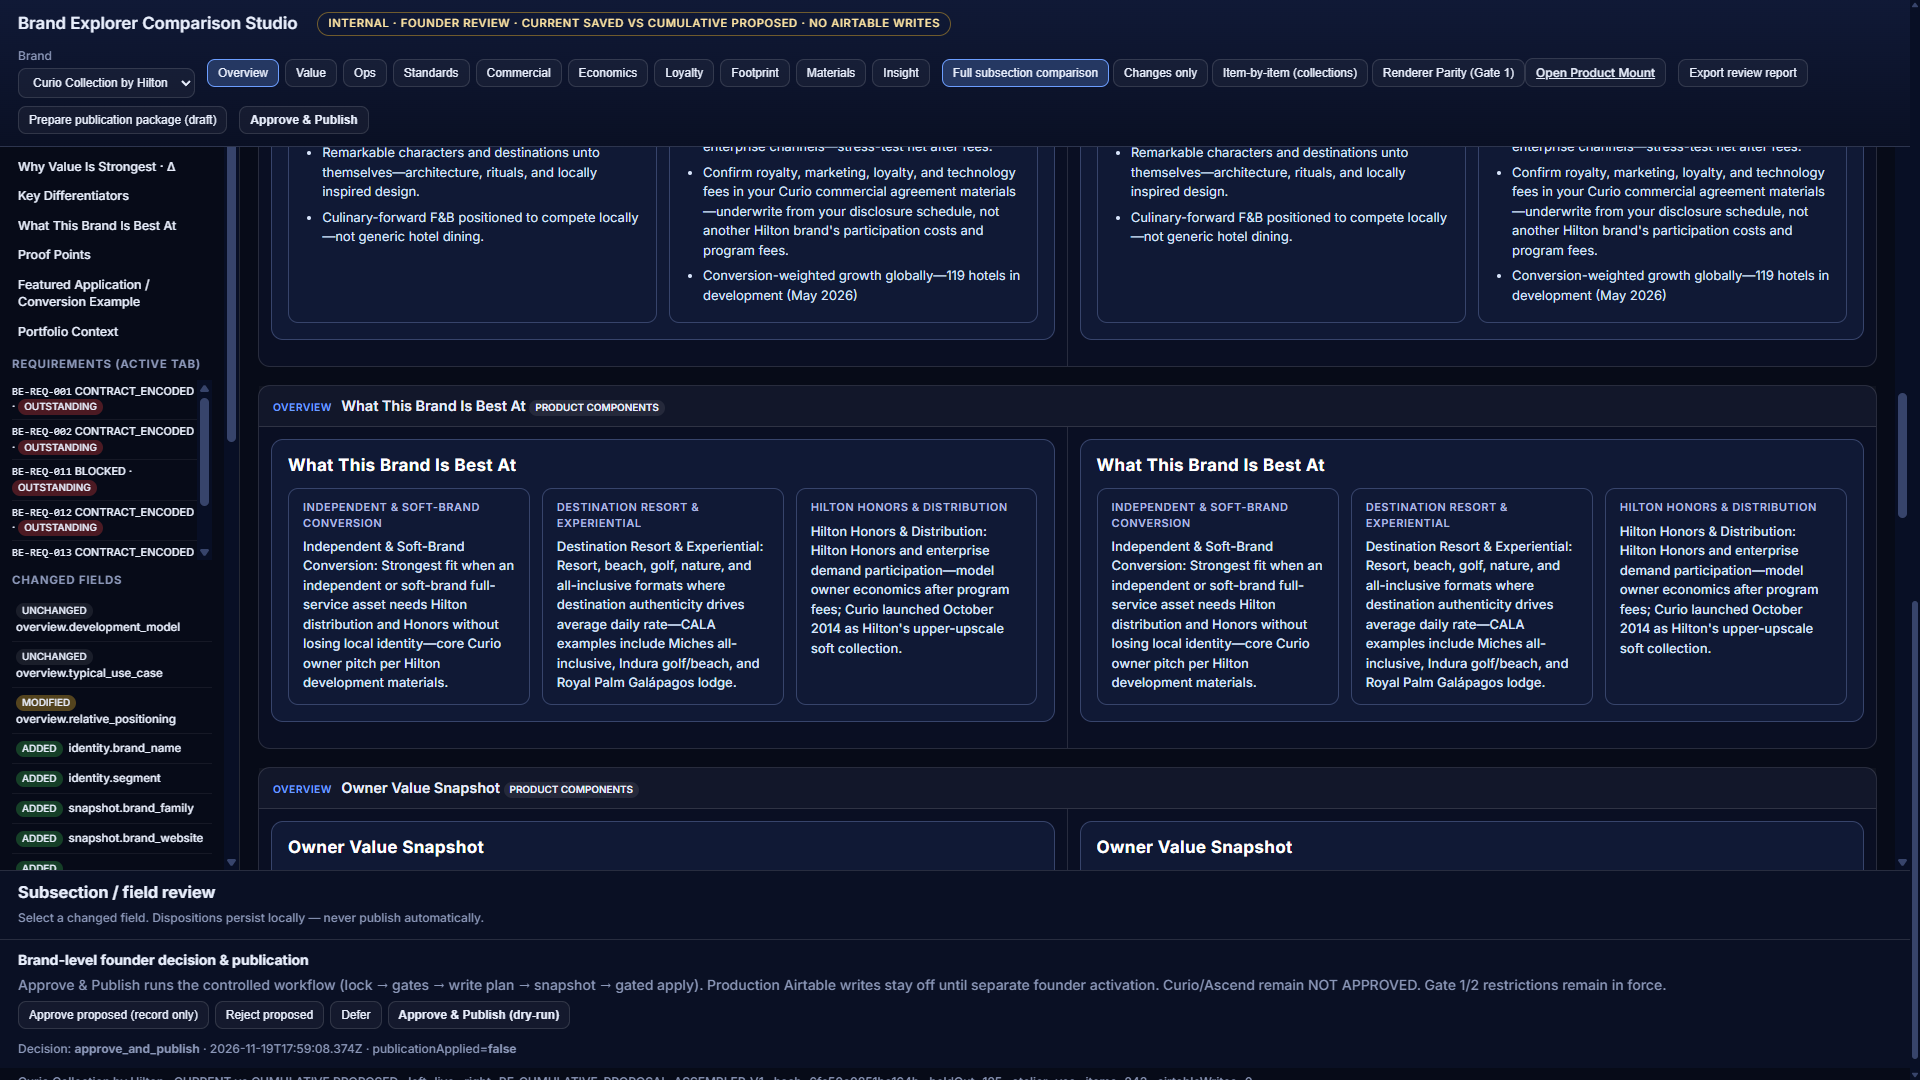 Brand Explorer Comparison Studio
INTERNAL · FOUNDER REVIEW · CURRENT SAVED VS CUMULATIVE PROPOSED · NO AIRTABLE WRITES
Brand
Curio Collection by Hilton
Overview
Value
Ops
Standards
Commercial
Economics
Loyalty
Footprint
Materials
Insight
Full subsection comparison
Changes only
Item-by-item (collections)
Renderer Parity (Gate 1)
Open Product Mount
Export review report
Prepare publication package (draft)
Approve & Publish
Why Value Is Strongest · Δ
Key Differentiators
What This Brand Is Best At
Proof Points
Featured Application /
Conversion Example
Portfolio Context
REQUIREMENTS (ACTIVE TAB)
BE-REQ-001 CONTRACT_ENCODED
· OUTSTANDING
BE-REQ-002 CONTRACT_ENCODED
· OUTSTANDING
BE-REQ-011 BLOCKED ·
OUTSTANDING
BE-REQ-012 CONTRACT_ENCODED
· OUTSTANDING
BE-REQ-013 CONTRACT_ENCODED
CHANGED FIELDS
UNCHANGED
overview.development_model
UNCHANGED
overview.typical_use_case
MODIFIED
overview.relative_positioning
ADDED identity.brand_name
ADDED identity.segment
ADDED snapshot.brand_family
ADDED snapshot.brand_website
ADDED
• Remarkable characters and destinations unto
themselves—architecture, rituals, and locally
inspired design.
• Culinary-forward F&B positioned to compete locally
—not generic hotel dining.
enterprise channels—stress-test net after fees.
• Confirm royalty, marketing, loyalty, and technology
fees in your Curio commercial agreement materials
—underwrite from your disclosure schedule, not
another Hilton brand's participation costs and
program fees.
• Conversion-weighted growth globally—119 hotels in
development (May 2026)
• Remarkable characters and destinations unto
themselves—architecture, rituals, and locally
inspired design.
• Culinary-forward F&B positioned to compete locally
—not generic hotel dining.
enterprise channels—stress-test net after fees.
• Confirm royalty, marketing, loyalty, and technology
fees in your Curio commercial agreement materials
—underwrite from your disclosure schedule, not
another Hilton brand's participation costs and
program fees.
• Conversion-weighted growth globally—119 hotels in
development (May 2026)
OVERVIEW What This Brand Is Best At PRODUCT COMPONENTS
What This Brand Is Best At
INDEPENDENT & SOFT-BRAND
CONVERSION
Independent & Soft-Brand
Conversion: Strongest fit when an
independent or soft-brand full-
service asset needs Hilton
distribution and Honors without
losing local identity—core Curio
owner pitch per Hilton
development materials.
DESTINATION RESORT &
EXPERIENTIAL
Destination Resort & Experiential:
Resort, beach, golf, nature, and
all-inclusive formats where
destination authenticity drives
average daily rate—CALA
examples include Miches all-
inclusive, Indura golf/beach, and
Royal Palm Galápagos lodge.
HILTON HONORS & DISTRIBUTION
Hilton Honors & Distribution:
Hilton Honors and enterprise
demand participation—model
owner economics after program
fees; Curio launched October
2014 as Hilton's upper-upscale
soft collection.
What This Brand Is Best At
INDEPENDENT & SOFT-BRAND
CONVERSION
Independent & Soft-Brand
Conversion: Strongest fit when an
independent or soft-brand full-
service asset needs Hilton
distribution and Honors without
losing local identity—core Curio
owner pitch per Hilton
development materials.
DESTINATION RESORT &
EXPERIENTIAL
Destination Resort & Experiential:
Resort, beach, golf, nature, and
all-inclusive formats where
destination authenticity drives
average daily rate—CALA
examples include Miches all-
inclusive, Indura golf/beach, and
Royal Palm Galápagos lodge.
HILTON HONORS & DISTRIBUTION
Hilton Honors & Distribution:
Hilton Honors and enterprise
demand participation—model
owner economics after program
fees; Curio launched October
2014 as Hilton's upper-upscale
soft collection.
OVERVIEW Owner Value Snapshot PRODUCT COMPONENTS
Owner Value Snapshot
Owner Value Snapshot
Subsection / field review
Select a changed field. Dispositions persist locally — never publish automatically.
Brand-level founder decision & publication
Approve & Publish runs the controlled workflow (lock → gates → write plan → snapshot → gated apply). Production Airtable writes stay off until separate founder activation. Curio/Ascend remain NOT APPROVED. Gate 1/2 restrictions remain in force.
Approve proposed (record only)
Reject proposed
Defer
Approve & Publish (dry-run)
Decision: approve_and_publish · 2026-11-19T17:59:08.374Z · publicationApplied=false